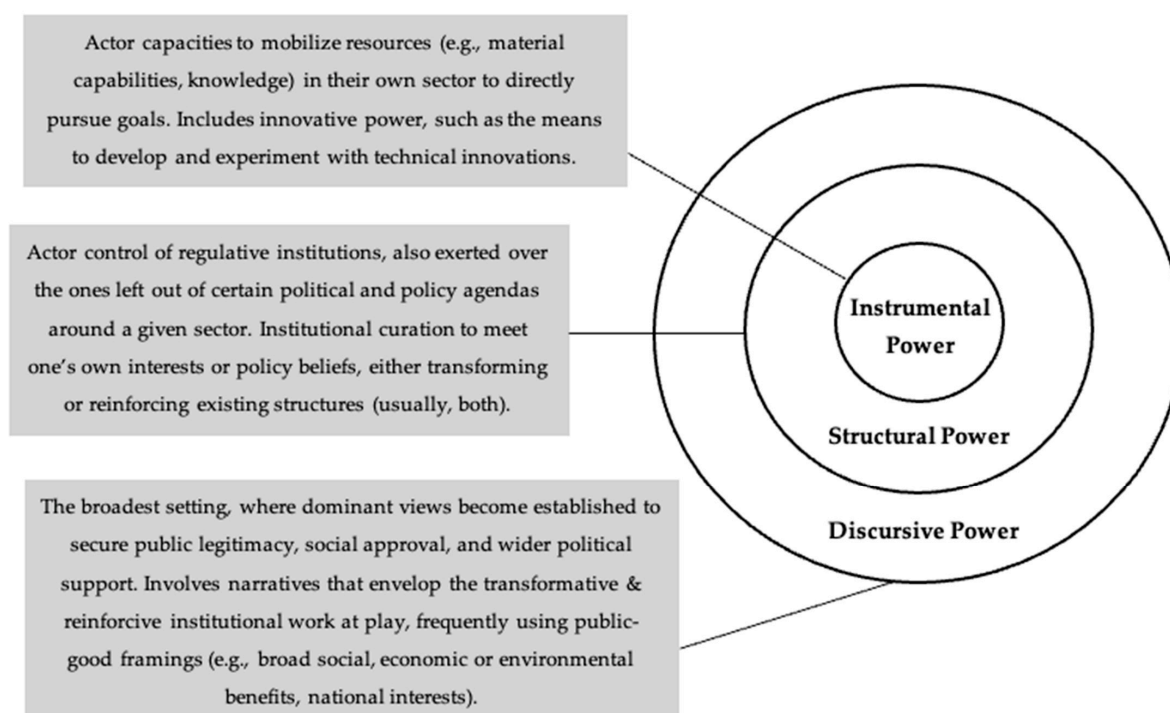 Actor capacities to mobilize resources (e.g., material
capabilities, knowledge) in their own sector to directly
pursue goals. Includes innovative power, such as the means
to develop and experiment with technical innovations.
Actor control of regulative institutions, also exerted over
the ones left out of certain political and policy agendas
around a given sector. Institutional curation to meet
one's own interests or policy beliefs, either transforming
or reinforcing existing structures (usually, both).
The broadest setting, where dominant views become established to
secure public legitimacy, social approval, and wider political
support. Involves narratives that envelop the transformative &
reinforcive institutional work at play, frequently using public-
good framings (e.g., broad social, economic or environmental
benefits, national interests).
Instrumental
Power
Structural Power
Discursive Power